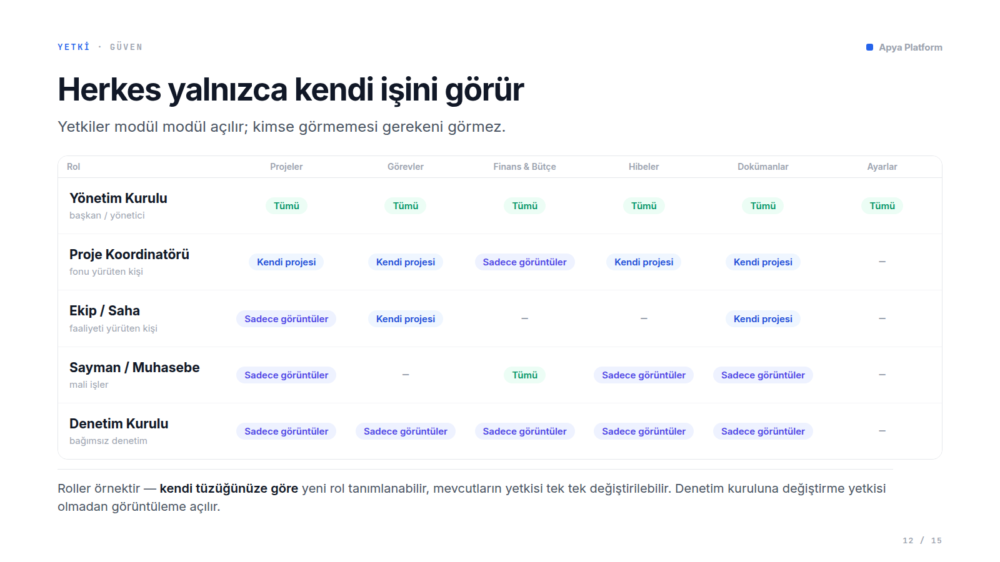 YETKİ · GÜVEN
Apya Platform
Herkes yalnızca kendi işini görür
Yetkiler modül modül açılır; kimse görmemesi gerekeni görmez.
Rol Projeler Görevler Finans & Bütçe Hibeler Dokümanlar Ayarlar
Yönetim Kurulu
başkan / yönetici
Tümü Tümü Tümü Tümü Tümü Tümü
Proje Koordinatörü
fonu yürüten kişi
Kendi projesi Kendi projesi Sadece görüntüler Kendi projesi Kendi projesi –
Ekip / Saha
faaliyeti yürüten kişi
Sadece görüntüler Kendi projesi – – Kendi projesi –
Sayman / Muhasebe
mali işler
Sadece görüntüler – Tümü Sadece görüntüler Sadece görüntüler –
Denetim Kurulu
bağımsız denetim
Sadece görüntüler Sadece görüntüler Sadece görüntüler Sadece görüntüler Sadece görüntüler –
Roller örnektir — kendi tüzüğünüze göre yeni rol tanımlanabilir, mevcutların yetkisi tek tek değiştirilebilir. Denetim kuruluna değiştirme yetkisi
olmadan görüntüleme açılır.
12 / 15